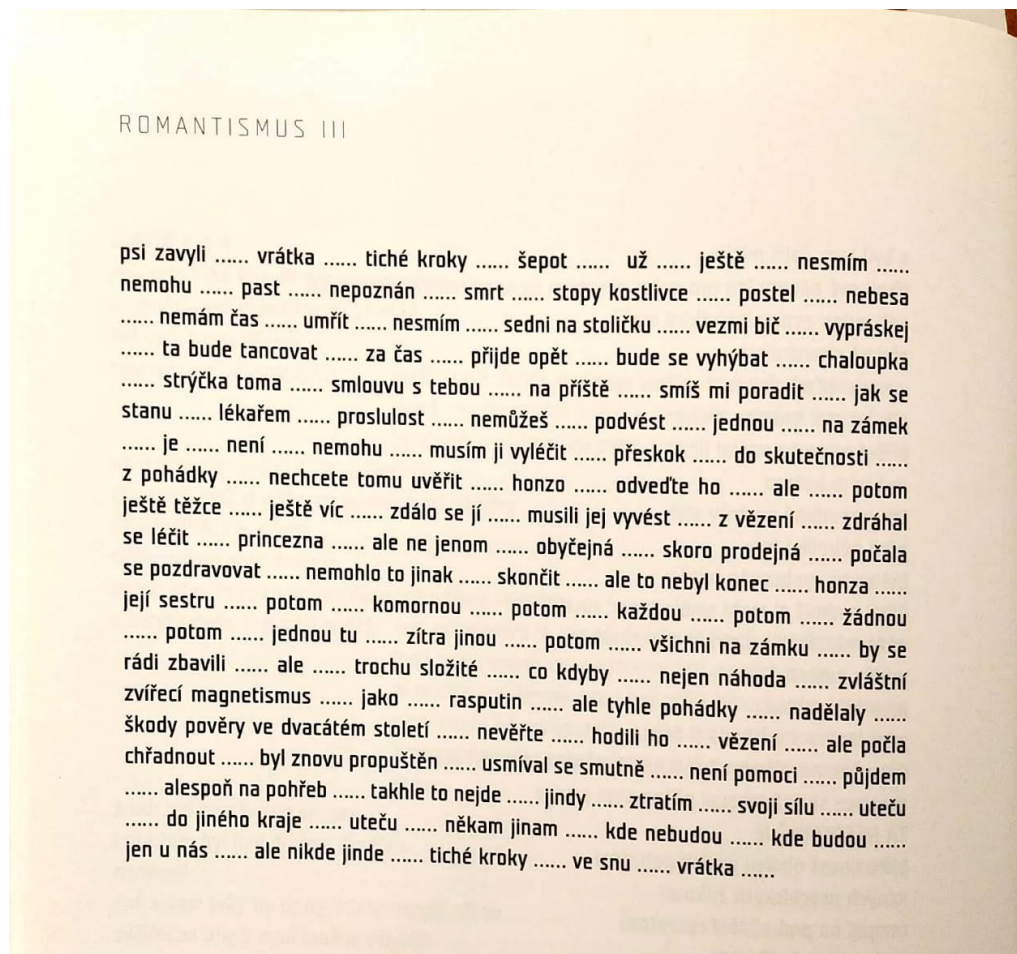 ROMANTISMUS III
psi zavyli ...... vrátka ...... tiché kroky ...... šepot ...... už ...... ještě ...... nesmím ......
nemohu ...... past ...... nepoznán ...... smrt ...... stopy kostlivce ...... postel ...... nebesa
...... nemám čas ...... umřít ...... nesmím ...... sedni na stoličku ...... vezmi bič ...... vypráskej
...... ta bude tancovat ...... za čas ...... přijde opět ...... bude se vyhýbat ...... chaloupka
...... strýčka toma ...... smlouvu s tebou ...... na příště ...... smíš mi poradit ...... jak se
stanu ...... lékařem ...... proslulost ...... nemůžeš ...... podvést ...... jednou ...... na zámek
...... je ...... není ...... nemohu ...... musím ji vyléčit ...... přeskok ...... do skutečnosti ......
z pohádky ...... nechcete tomu uvěřit ...... honzo ...... odveďte ho ...... ale ...... potom
ještě těžce ...... ještě víc ...... zdálo se jí ...... musili jej vyvést ...... z vězení ...... zdráhal
se léčit ...... princezna ...... ale ne jenom ...... obyčejná ...... skoro prodejná ...... počala
se pozdravovat ...... nemohlo to jinak ...... skončit ...... ale to nebyl konec ...... honza ......
její sestru ...... potom ...... komornou ...... potom ...... každou ...... potom ...... žádnou
...... potom ...... jednou tu ...... zítra jinou ...... potom ...... všichni na zámku ...... by se
rádi zbavili ...... ale ...... trochu složité ...... co kdyby ...... nejen náhoda ...... zvláštní
zvířecí magnetismus ...... jako ...... rasputin ...... ale tyhle pohádky ...... nadělaly ......
škody pověry ve dvacátém století ...... nevěřte ...... hodili ho ...... vězení ...... ale počla
chřadnout ...... byl znovu propuštěn ...... usmíval se smutně ...... není pomoci ...... půjdem
...... alespoň na pohřeb ...... takhle to nejde ...... jindy ...... ztratím ...... svoji sílu ...... uteču
...... do jiného kraje ...... uteču ...... někam jinam ...... kde nebudou ...... kde budou ......
jen u nás ...... ale nikde jinde ...... tiché kroky ...... ve snu ...... vrátka ......